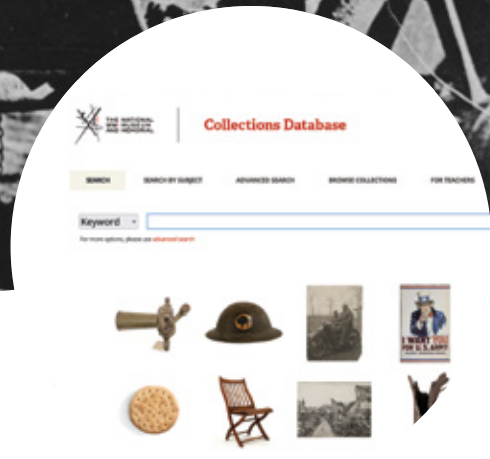 THE NATIONAL
WWI MUSEUM
AND MEMORIAL
Collections Database
SEARCH
SEARCH BY SUBJECT
ADVANCED SEARCH
BROWSE COLLECTIONS
FOR TEACHERS
Keyword
For more options, please use advanced search
I WANT YOU
FOR U.S. ARMY